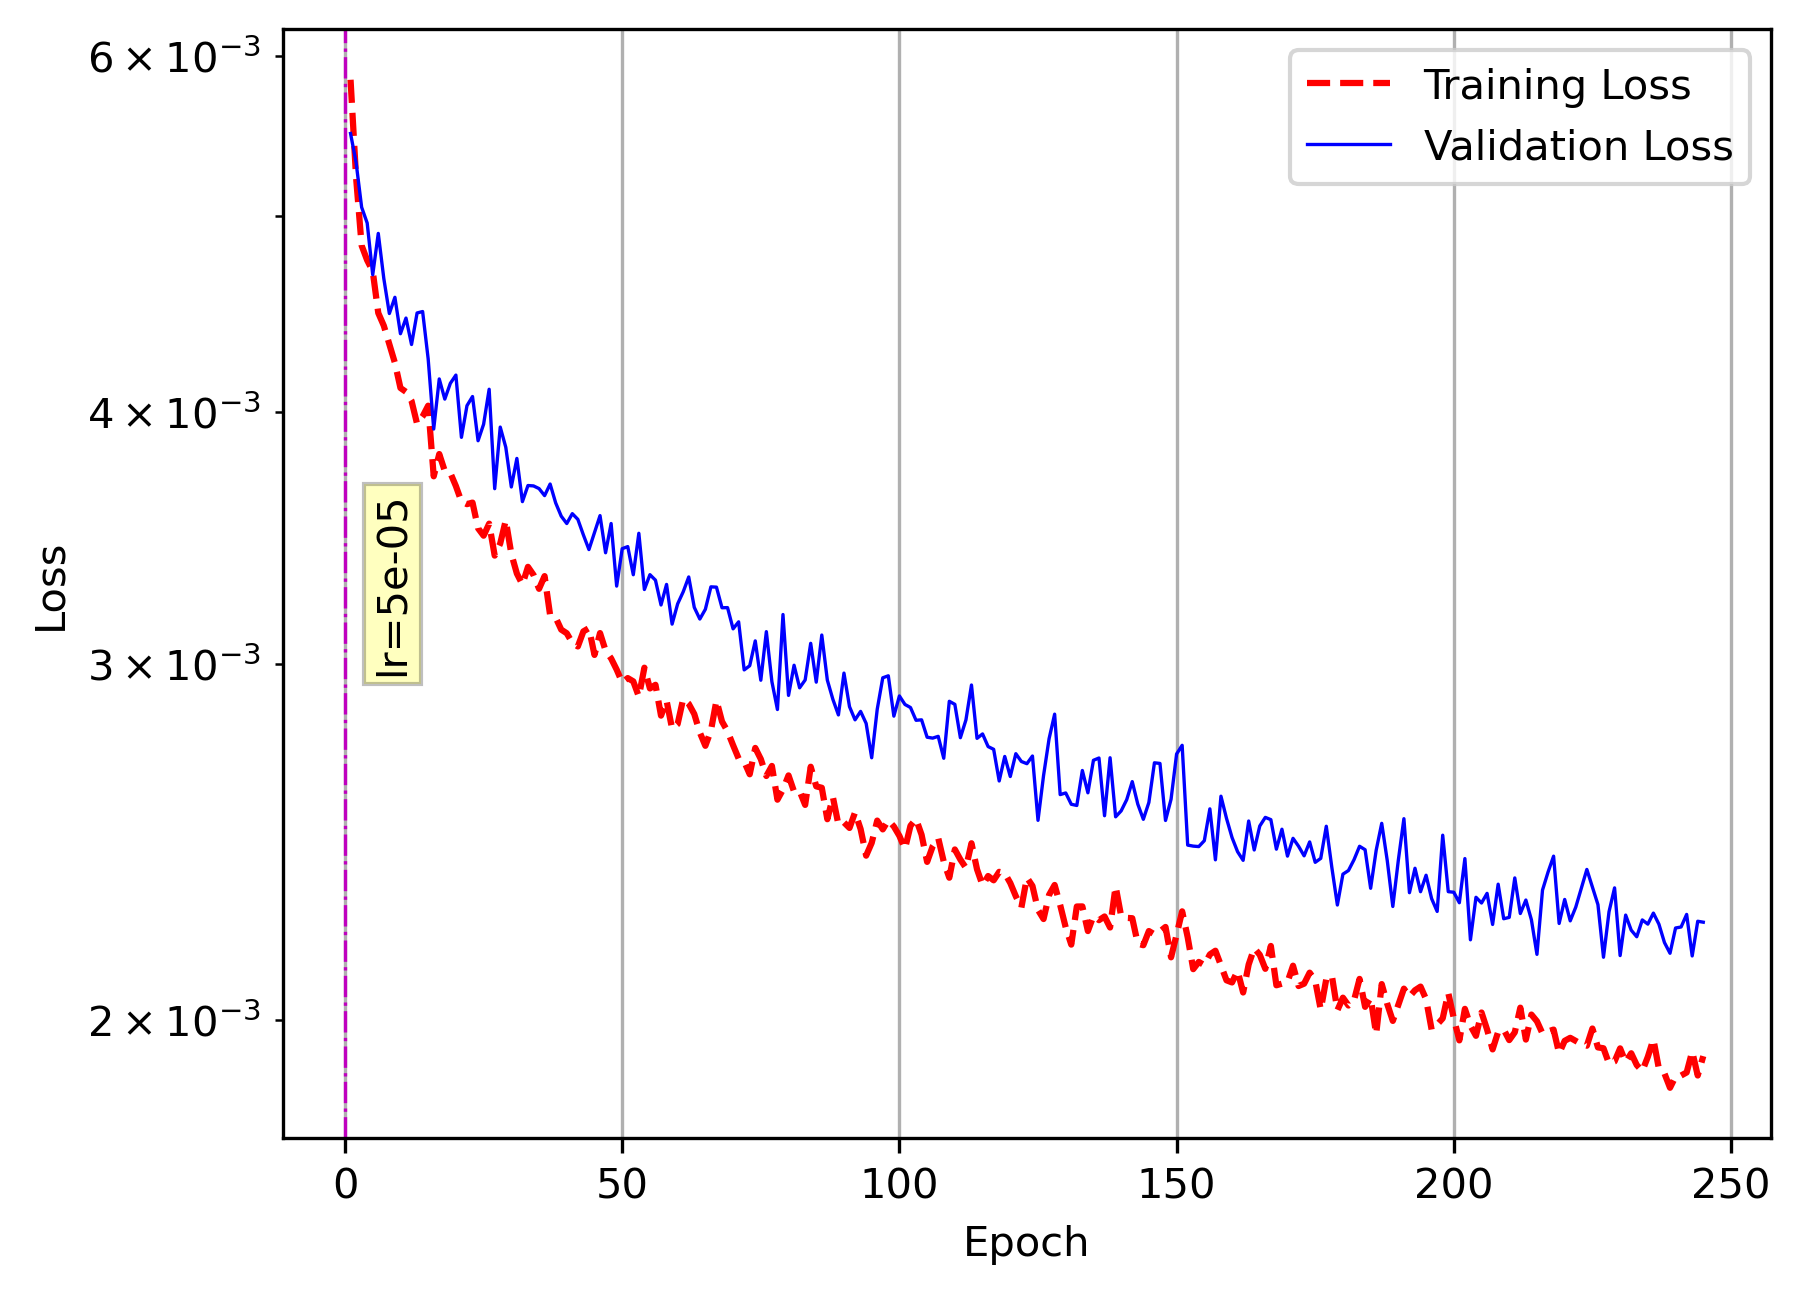 6 × 10⁻³
4 × 10⁻³
3 × 10⁻³
2 × 10⁻³
Loss
lr=5e-05
Training Loss
Validation Loss
0 50 100 150 200 250
Epoch